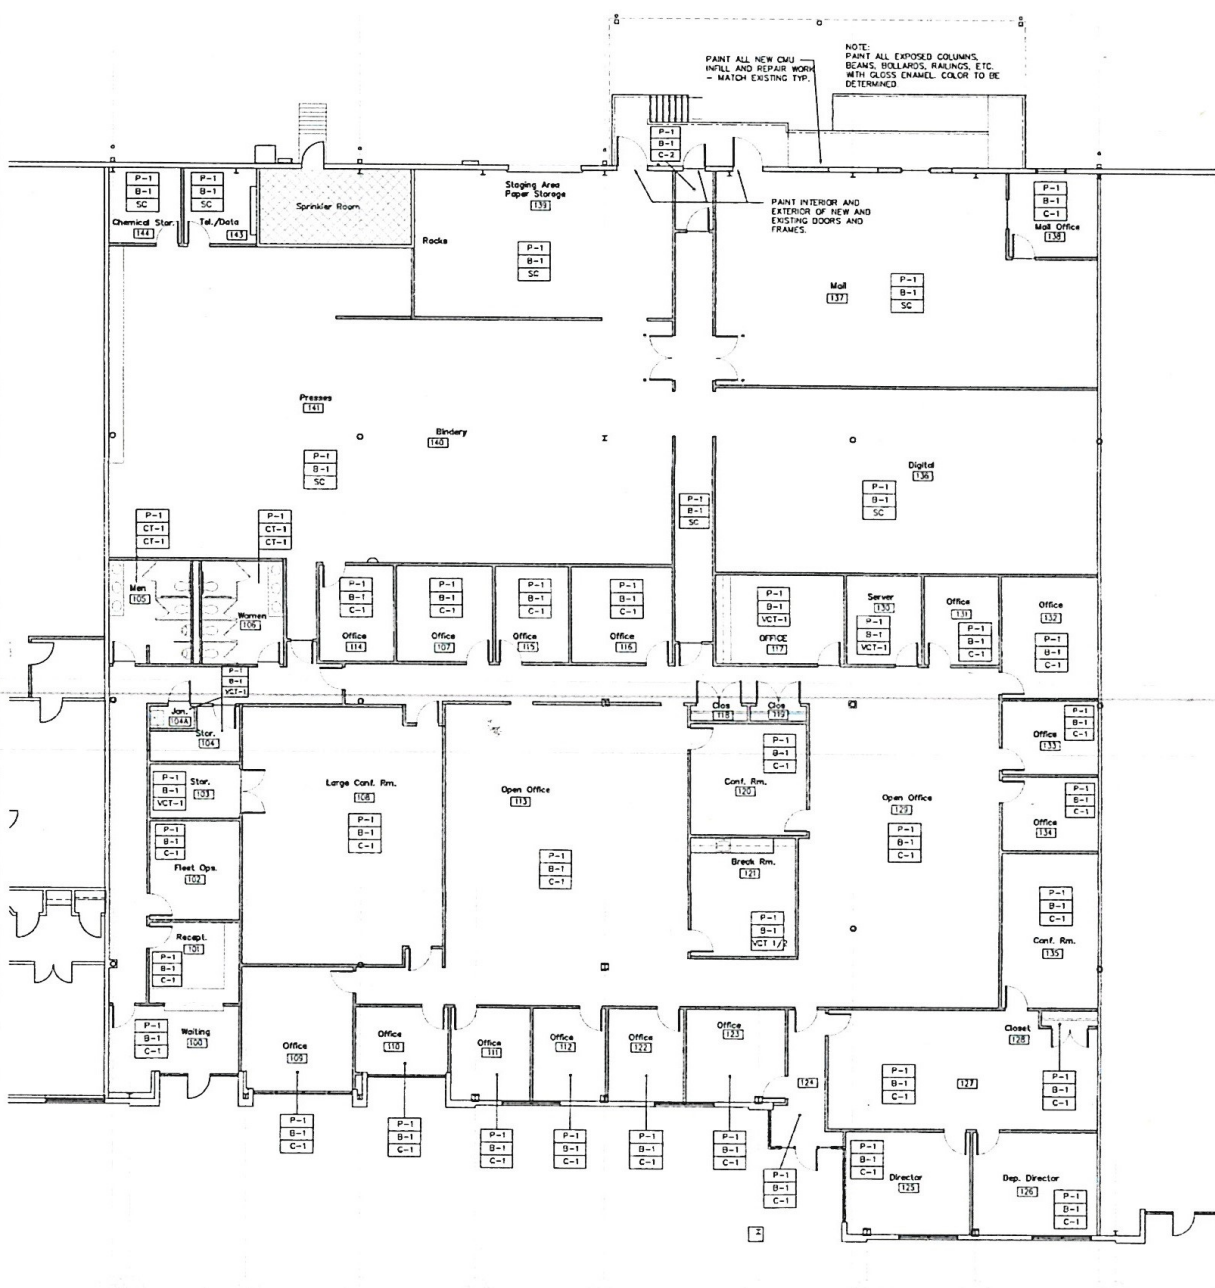 PAINT ALL NEW CMU
INFILL AND REPAIR WORK
- MATCH EXISTING TYP.
NOTE:
PAINT ALL EXPOSED COLUMNS,
BEAMS, BOLLARDS, RAILINGS, ETC.
WITH GLOSS ENAMEL. COLOR TO BE
DETERMINED
P-1
B-1
C-2
P-1
B-1
SC
Chemical Stor.
144
P-1
B-1
SC
Tel./Data
143
Sprinkler Room
Staging Area
Paper Storage
139
Racks
P-1
B-1
SC
PAINT INTERIOR AND
EXTERIOR OF NEW AND
EXISTING DOORS AND
FRAMES.
P-1
B-1
C-1
Mail Office
138
Mail
137
P-1
B-1
SC
Presses
141
Bindery
140
P-1
B-1
SC
Digital
136
P-1
B-1
SC
P-1
B-1
SC
P-1
CT-1
CT-1
P-1
CT-1
CT-1
Men
105
Women
106
P-1
B-1
C-1
Office
114
P-1
B-1
C-1
Office
107
P-1
B-1
C-1
Office
115
P-1
B-1
C-1
Office
116
P-1
B-1
VCT-1
OFFICE
117
Server
130
P-1
B-1
VCT-1
Office
131
P-1
B-1
C-1
Office
132
P-1
B-1
C-1
P-1
B-1
VCT-1
Jan.
104A
Stor.
104
Clos
118
Clos
119
P-1
B-1
C-1
Office
133
P-1
B-1
VCT-1
Stor.
103
Large Conf. Rm.
108
P-1
B-1
C-1
Open Office
113
P-1
B-1
C-1
P-1
B-1
C-1
Conf. Rm.
120
Open Office
129
P-1
B-1
C-1
P-1
B-1
C-1
Office
134
P-1
B-1
C-1
Fleet Ops.
102
Break Rm.
121
P-1
B-1
VCT 1/2
P-1
B-1
C-1
Conf. Rm.
135
Recept.
101
P-1
B-1
C-1
P-1
B-1
C-1
Waiting
100
Office
109
Office
110
Office
111
Office
112
Office
122
Office
123
Closet
128
124
P-1
B-1
C-1
127
P-1
B-1
C-1
P-1
B-1
C-1
P-1
B-1
C-1
P-1
B-1
C-1
P-1
B-1
C-1
P-1
B-1
C-1
P-1
B-1
C-1
P-1
B-1
C-1
P-1
B-1
C-1
Director
125
Dep. Director
126
P-1
B-1
C-1